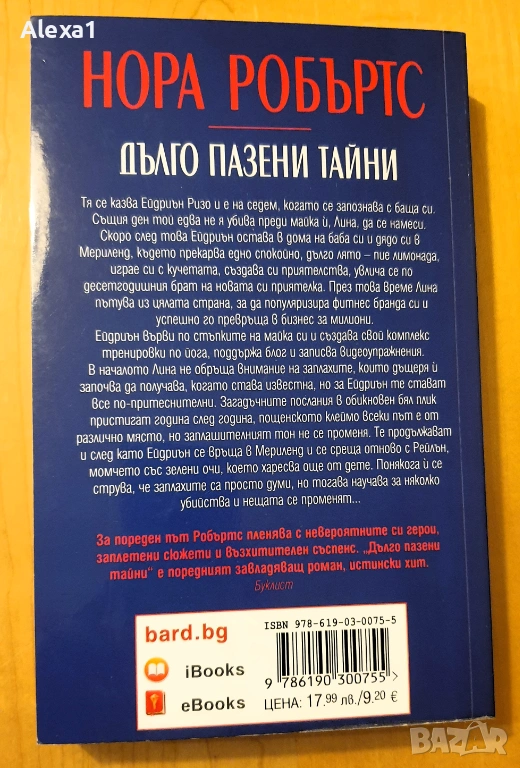 Alexa1
НОРА РОБЪРТС
ДЪЛГО ПАЗЕНИ ТАЙНИ
Тя се казва Ейдриън Ризо и е на седем, когато се запознава с баща си.
Същия ден той едва не я убива преди майка ѝ, Лина, да се намеси.
Скоро след това Ейдриън остава в дома на баба си и дядо си в
Мериленд, където прекарва едно спокойно, дълго лято – пие лимонада,
играе си с кучетата, създава си приятелства, увлича се по
десетгодишния брат на новата си приятелка. През това време Лина
пътува из цялата страна, за да популяризира фитнес бранда си и
успешно го превръща в бизнес за милиони.
Ейдриън върви по стъпките на майка си и създава свой комплекс
тренировки по йога, поддържа блог и записва видеоупражнения.
В началото Лина не обръща внимание на заплахите, които дъщеря ѝ
започва да получава, когато става известна, но за Ейдриън те стават
все по-притеснителни. Загадъчните послания в обикновен бял плик
пристигат година след година, пощенското клеймо всеки път е от
различно място, но заплашителният тон не се променя. Те продължават
и след като Ейдриън се връща в Мериленд и се среща отново с Рейлън,
момчето със зелени очи, което харесва още от дете. Понякога ѝ се
струва, че заплахите са просто думи, но тогава научава за няколко
убийства и нещата се променят...
За пореден път Робъртс пленява с невероятните си герои,
заплетени сюжети и възхитителен съспенс. „Дълго пазени
тайни“ е поредният завладяващ роман, истински хит.
Буклист
bard.bg
iBooks
eBooks
ISBN 978-619-03-0075-5
9 786190 300755 >
ЦЕНА: 17.99 лв./9.20 €
BAZAR